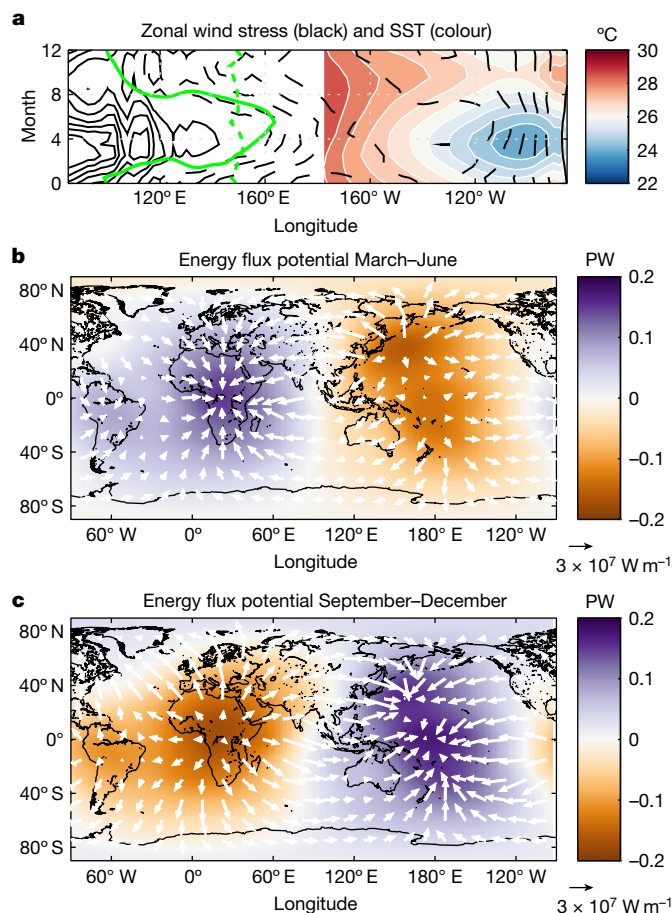 a
Zonal wind stress (black) and SST (colour)
°C
12
8
4
0
Month
120° E
160° E
160° W
120° W
Longitude
30
28
26
24
22
b
Energy flux potential March–June
PW
80° N
40° N
0°
40° S
80° S
60° W
0°
60° E
120° E
180° E
120° W
Longitude
0.2
0.1
0
−0.1
−0.2
3 × 10⁷ W m⁻¹
c
Energy flux potential September–December
PW
80° N
40° N
0°
40° S
80° S
60° W
0°
60° E
120° E
180° E
120° W
Longitude
0.2
0.1
0
−0.1
−0.2
3 × 10⁷ W m⁻¹